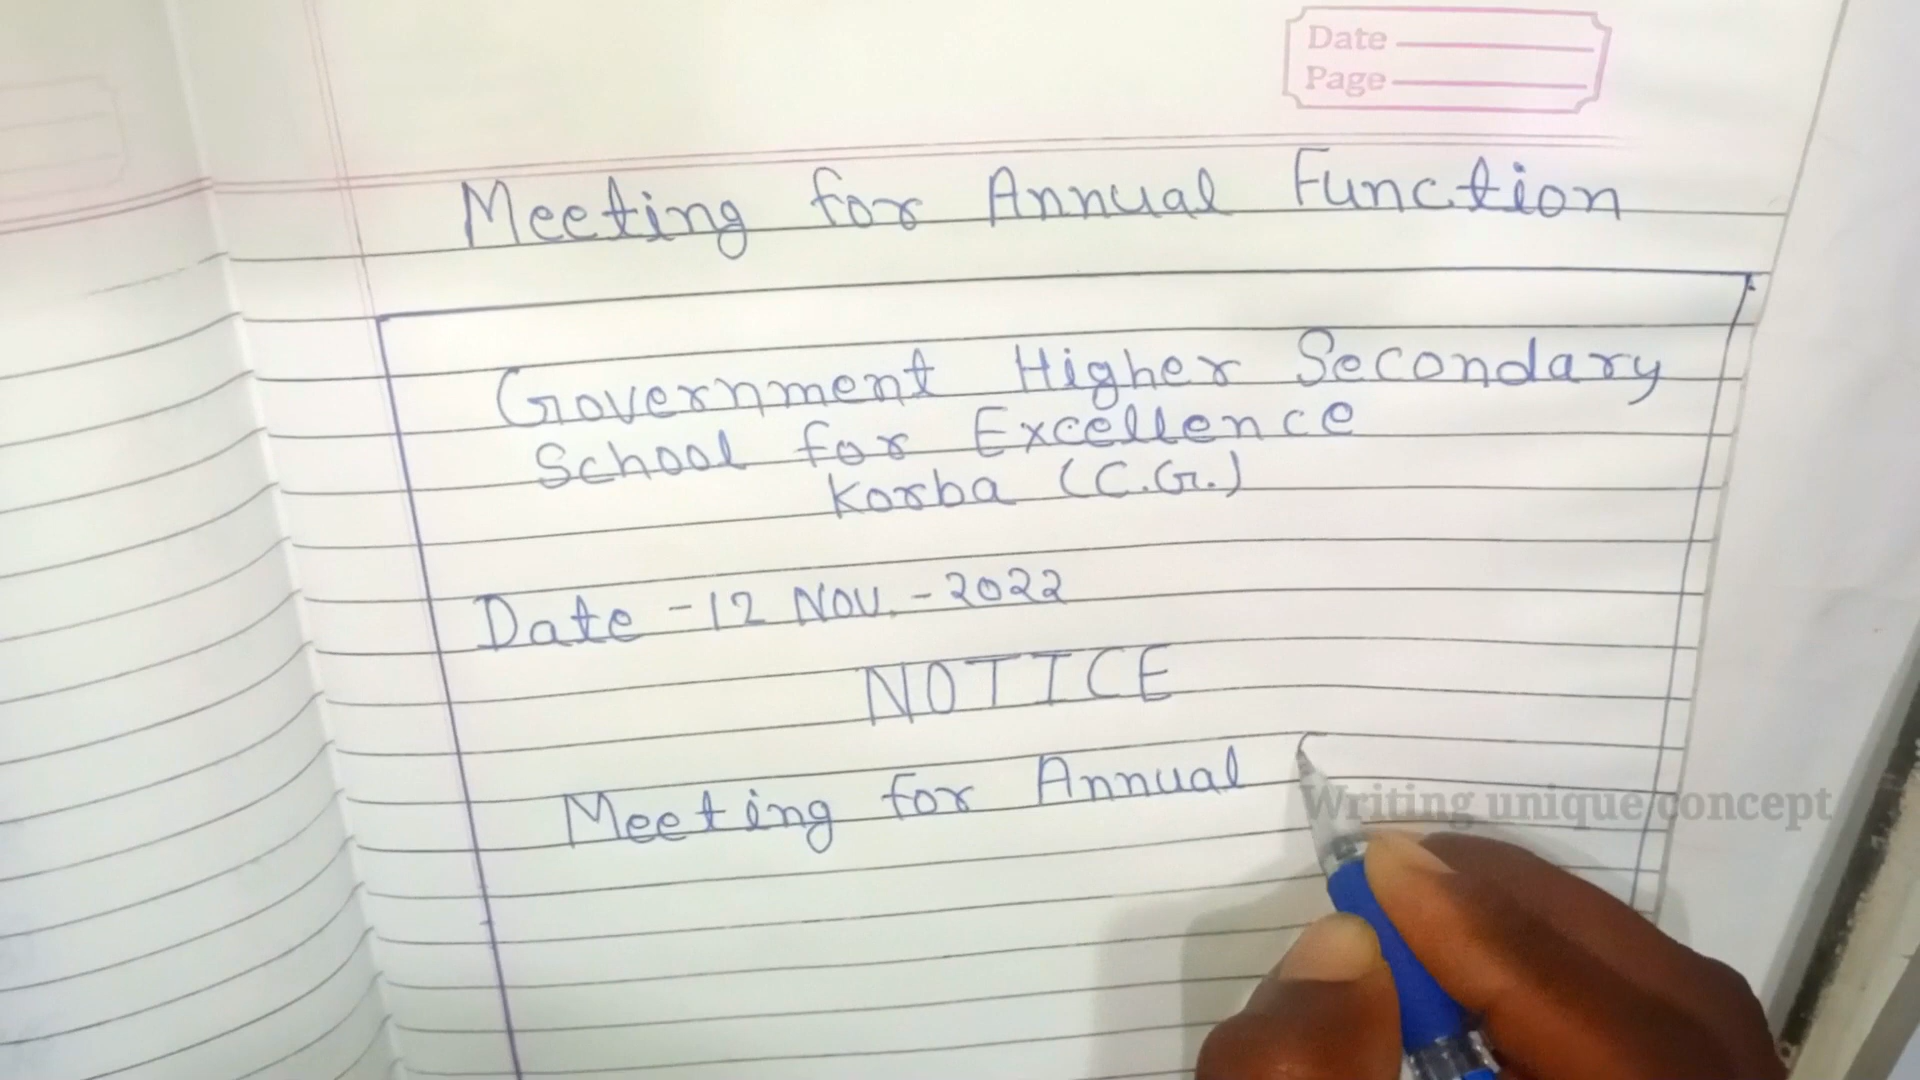 Date
Page
Meeting for Annual Function
Government Higher Secondary
School for Excellence
Korba (C.G.)
Date - 12 Nov. - 2022
NOTICE
Meeting for Annual
Writing unique concept